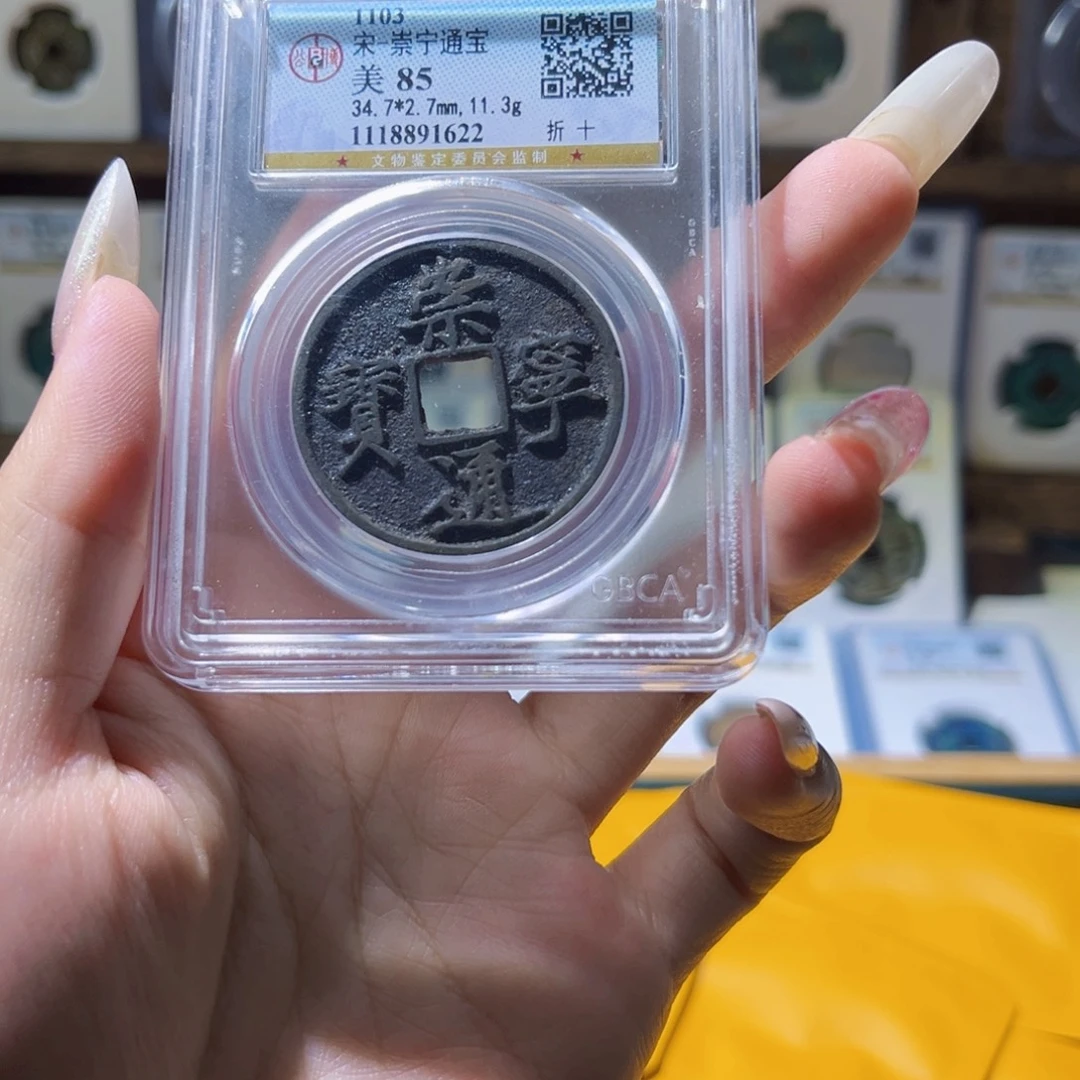 1103
宋-崇宁通宝
美 85
34.7*2.7mm, 11.3g
1118891622 折十
★ 文物鉴定委员会监制 ★
GBCA
崇
寶 寧
通
GBCA